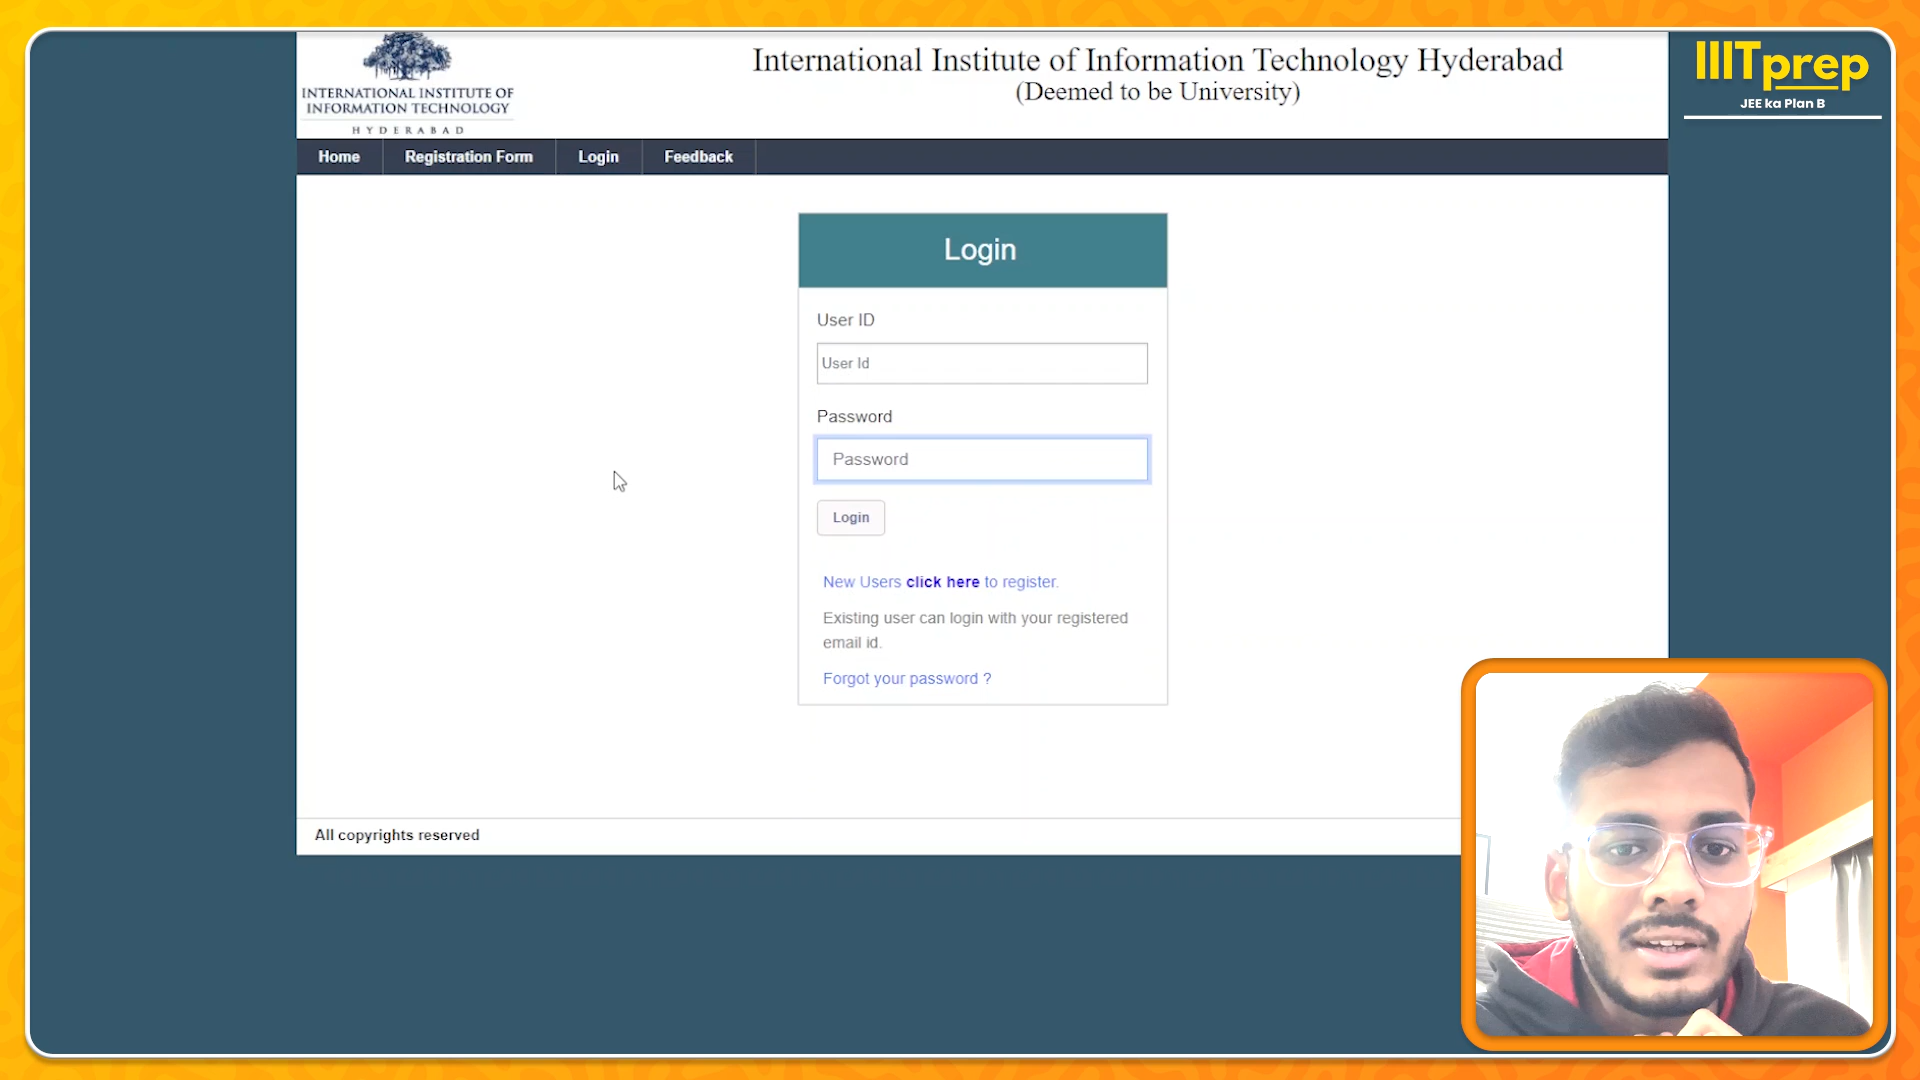 INTERNATIONAL INSTITUTE OF
INFORMATION TECHNOLOGY
HYDERABAD
International Institute of Information Technology Hyderabad
(Deemed to be University)
IIITprep
JEE ka Plan B
Home
Registration Form
Login
Feedback
Login
User ID
User Id
Password
Password
Login
New Users click here to register.
Existing user can login with your registered
email id.
Forgot your password ?
All copyrights reserved